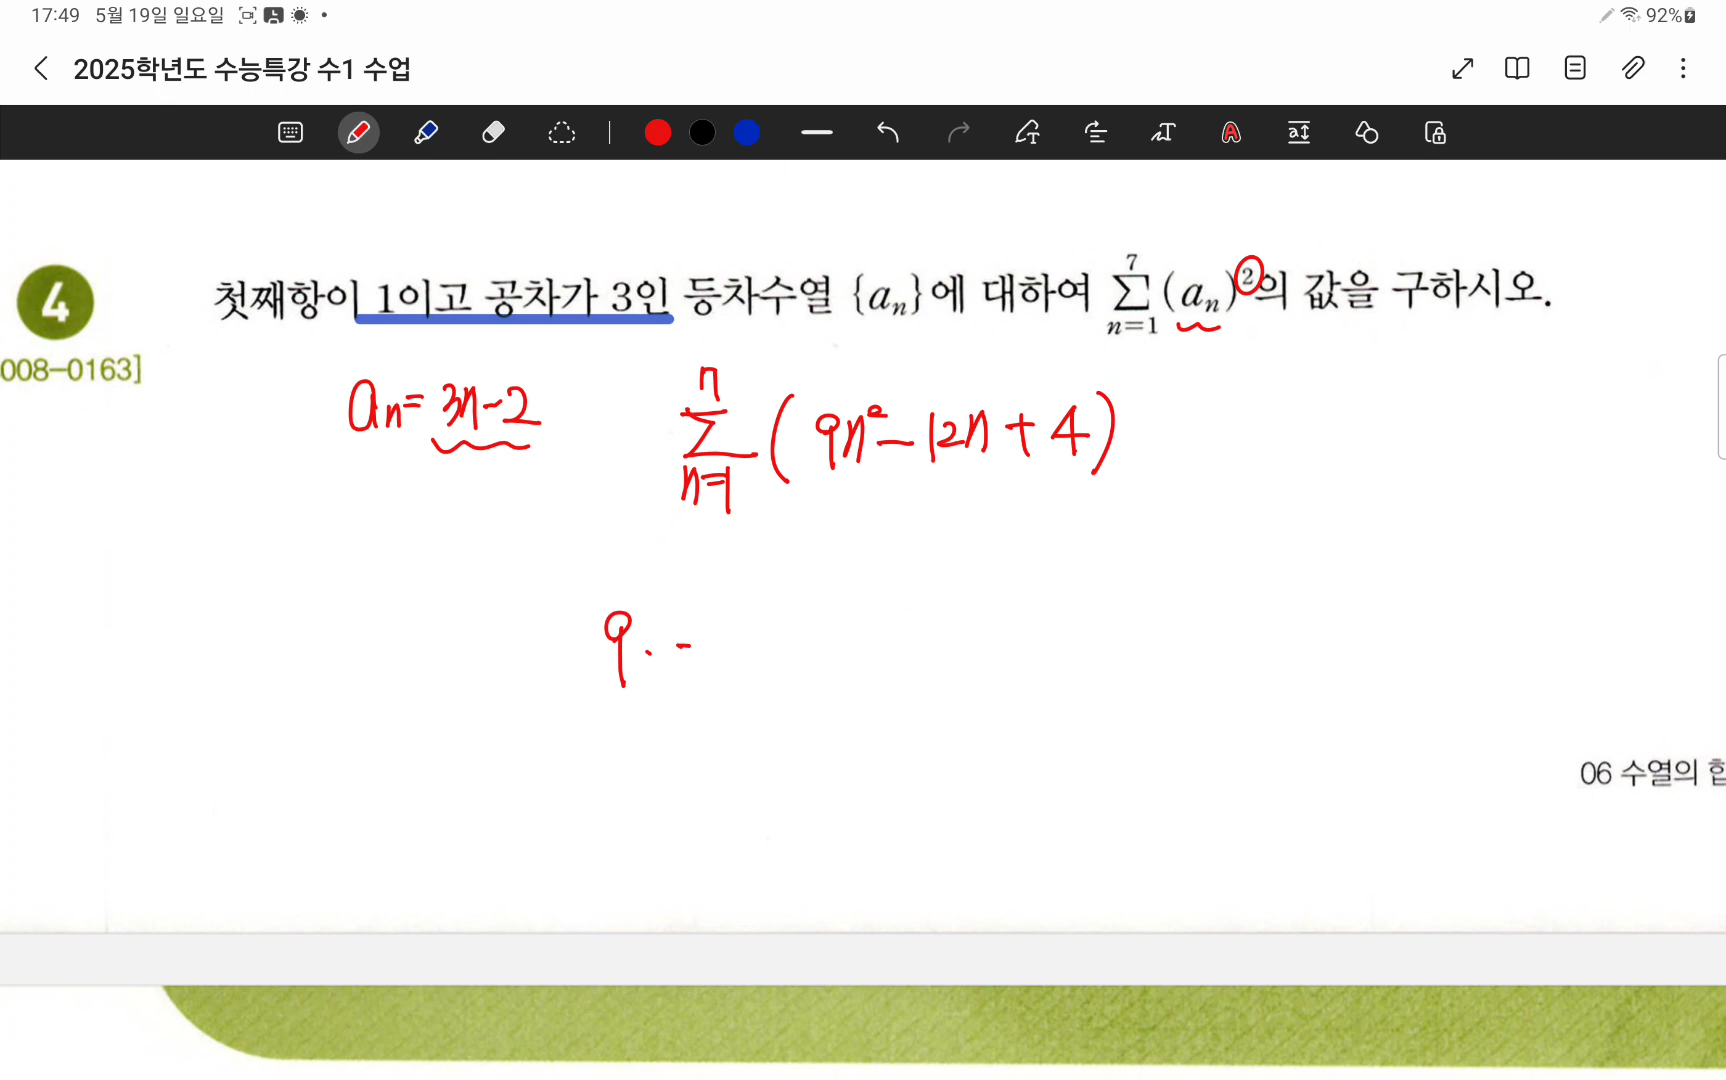 17:49 5월 19일 일요일
92%
2025학년도 수능특강 수1 수업
4
첫째항이 1이고 공차가 3인 등차수열 {aₙ}에 대하여 ∑ₙ₌₁⁷ (aₙ)²의 값을 구하시오.
008-0163]
aₙ = 3n-2
∑ₙ₌₁⁷ (9n² - 12n + 4)
9 · -
06 수열의 합